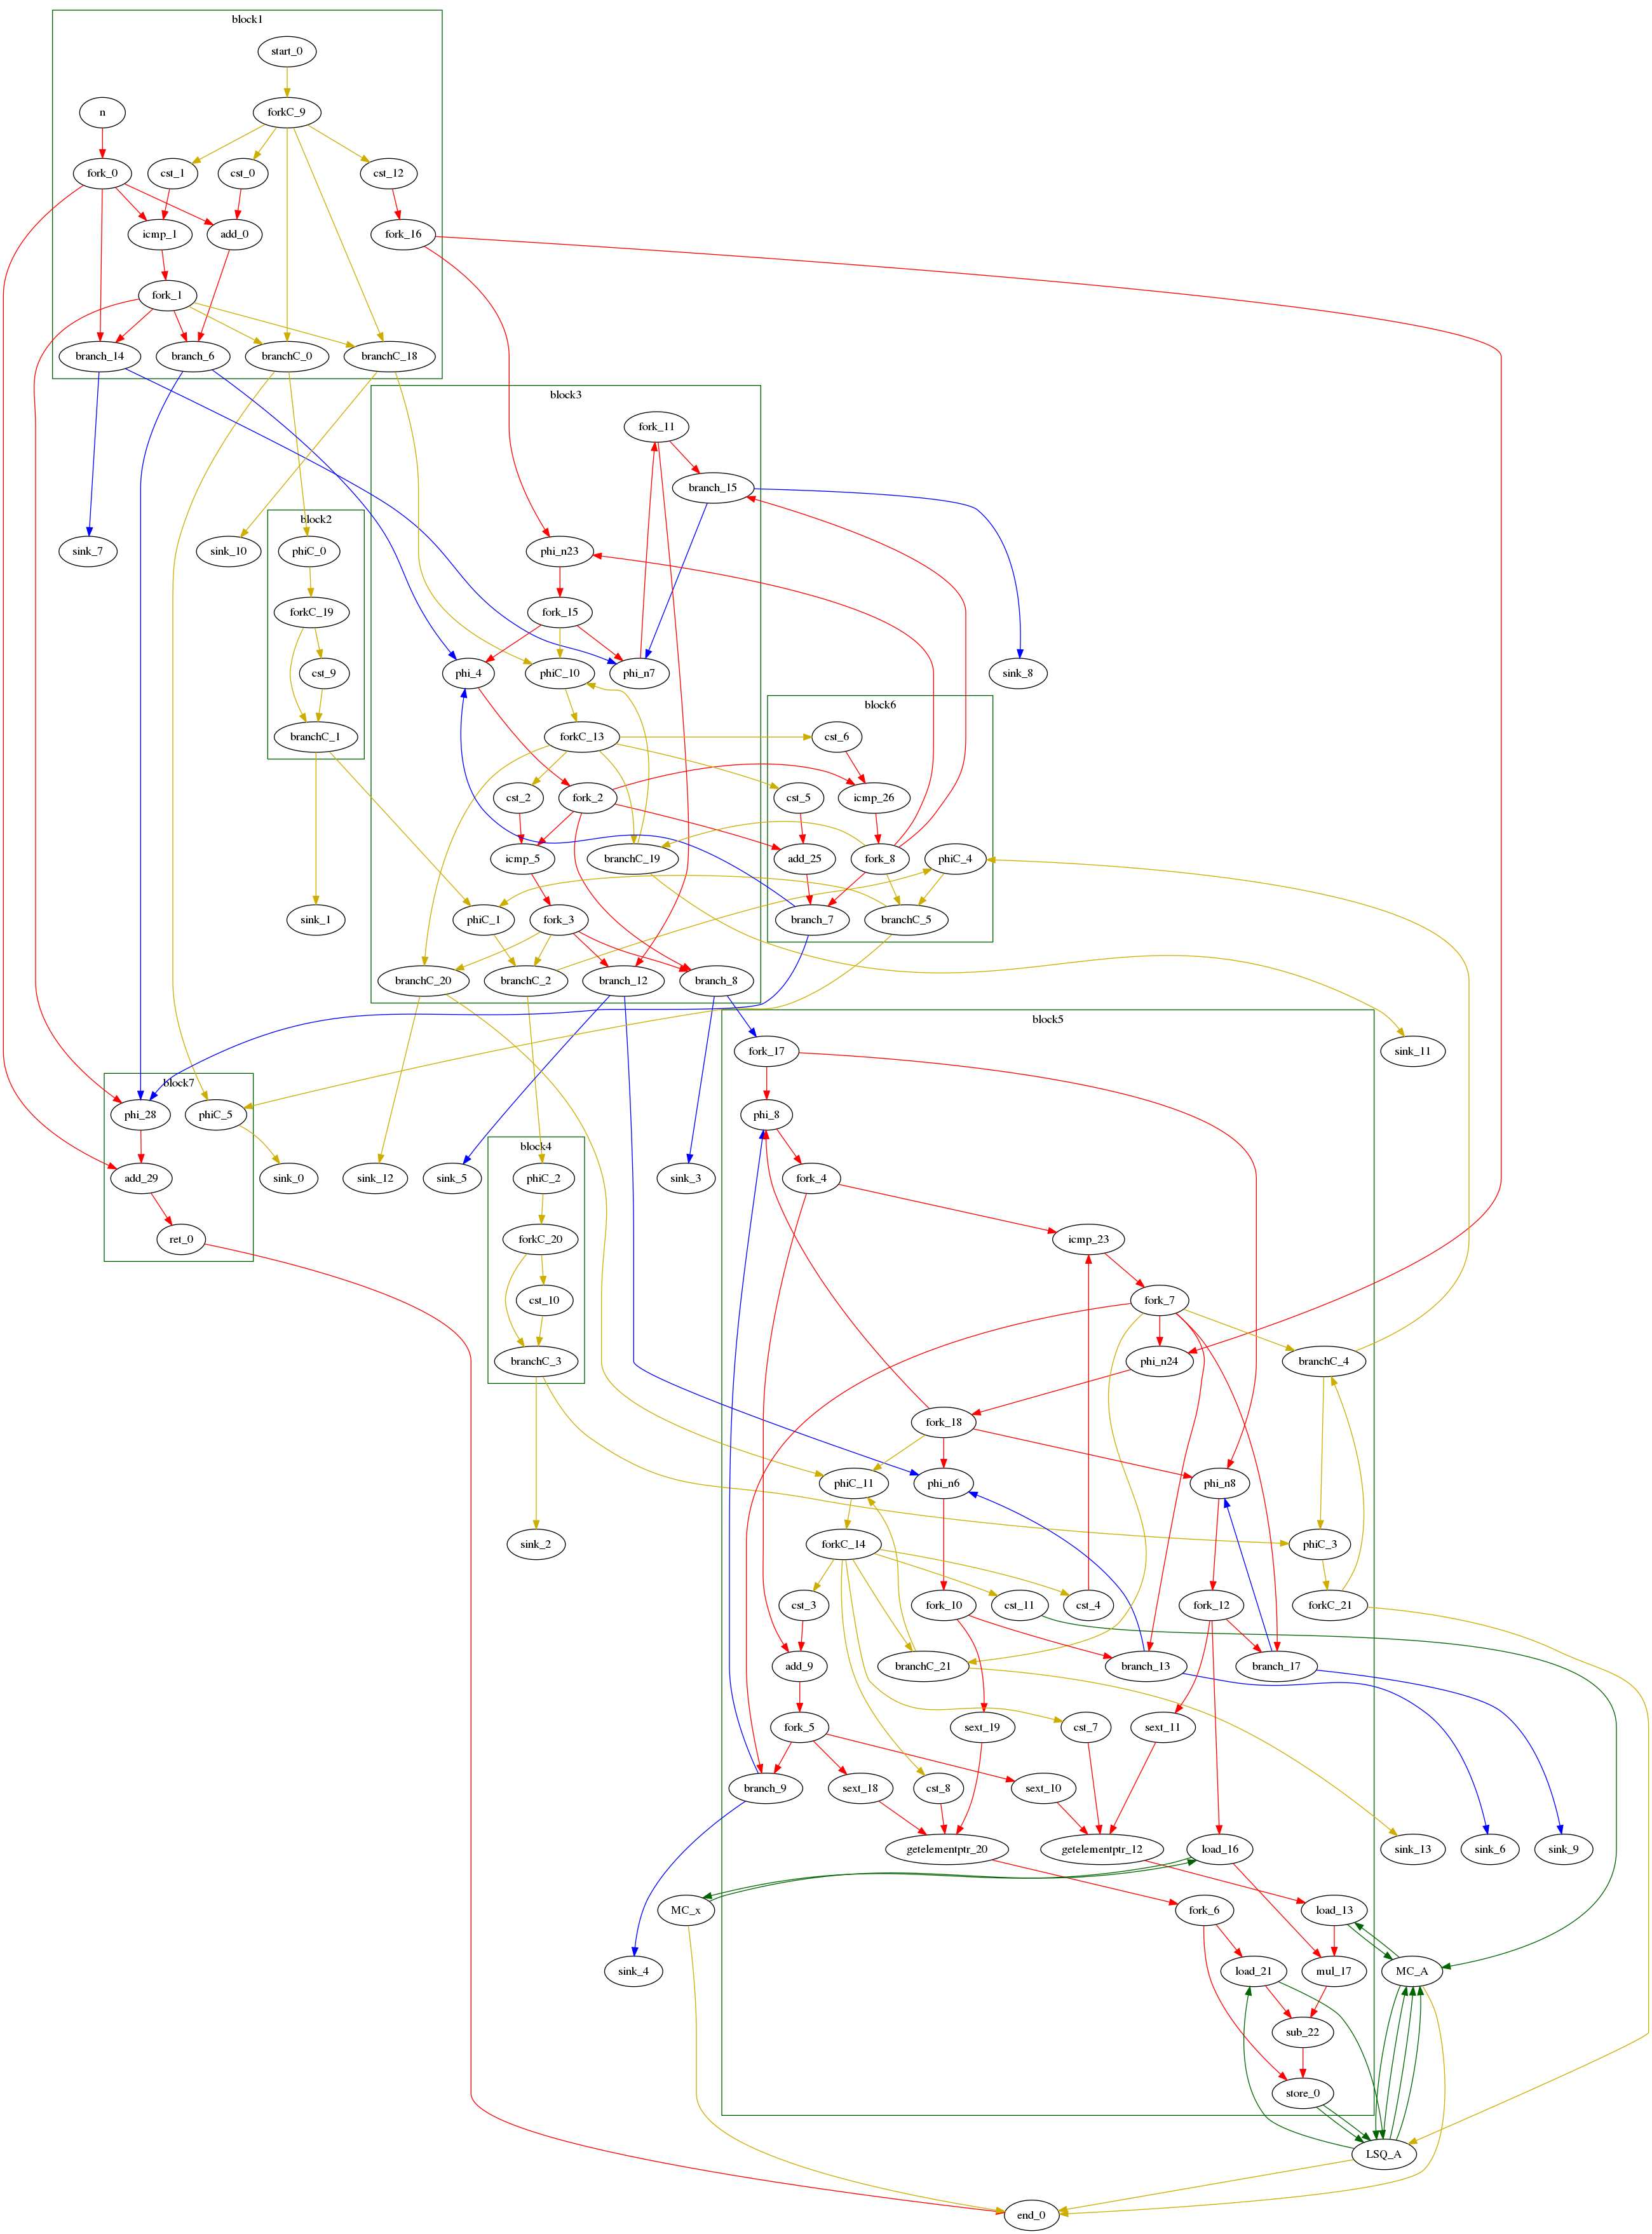 block1
start_0
n
forkC_9
fork_0
cst_1
cst_0
cst_12
icmp_1
add_0
fork_16
fork_1
branch_14
branch_6
branchC_0
branchC_18
block3
fork_11
branch_15
block2
sink_7
sink_10
phiC_0
phi_n23
forkC_19
fork_15
cst_9
phi_4
phiC_10
phi_n7
sink_8
block6
branchC_1
forkC_13
cst_6
cst_2
fork_2
cst_5
icmp_26
icmp_5
branchC_19
add_25
fork_8
phiC_4
sink_1
phiC_1
fork_3
branch_7
branchC_5
branchC_20
branchC_2
branch_12
branch_8
block5
fork_17
sink_11
block7
phi_28
phiC_5
phi_8
block4
add_29
sink_0
sink_12
sink_5
phiC_2
sink_3
fork_4
ret_0
forkC_20
icmp_23
cst_10
fork_7
branchC_3
phi_n24
branchC_4
fork_18
phiC_11
phi_n6
phi_n8
sink_2
forkC_14
phiC_3
cst_3
fork_10
cst_11
cst_4
fork_12
forkC_21
add_9
branchC_21
branch_13
branch_17
fork_5
sext_19
cst_7
sext_11
branch_9
sext_18
cst_8
sext_10
getelementptr_20
getelementptr_12
load_16
sink_13
sink_6
sink_9
MC_x
fork_6
load_13
sink_4
load_21
mul_17
MC_A
sub_22
store_0
LSQ_A
end_0